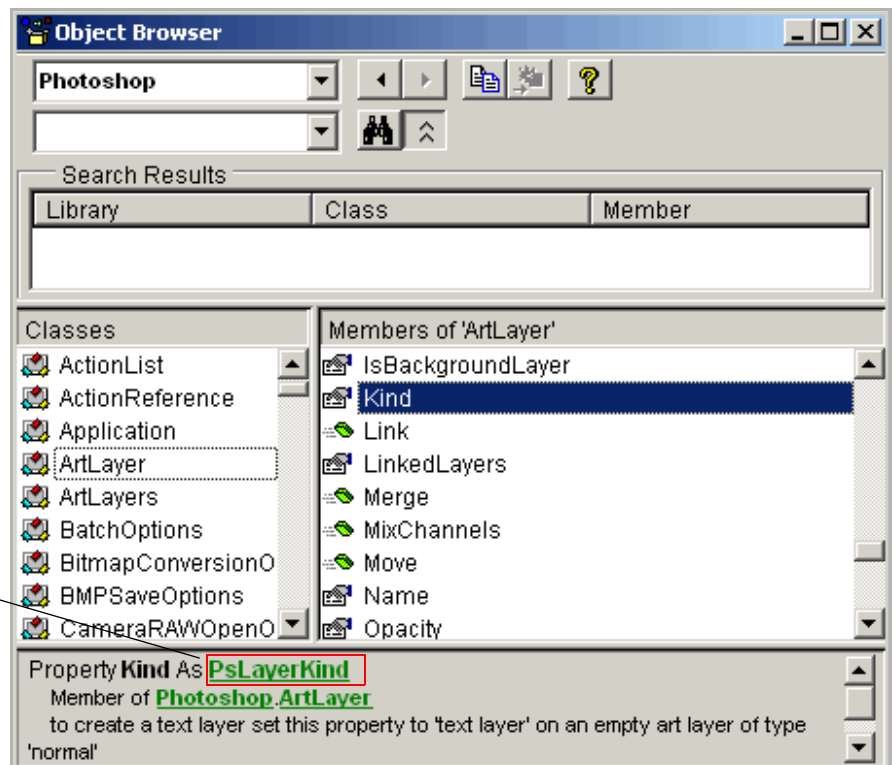 Object Browser
Photoshop
Search Results
Library Class Member
Classes
ActionList
ActionReference
Application
ArtLayer
ArtLayers
BatchOptions
BitmapConversionO
BMPSaveOptions
CameraRAWOpenO
Members of 'ArtLayer'
IsBackgroundLayer
Kind
Link
LinkedLayers
Merge
MixChannels
Move
Name
Opacity
Property Kind As PsLayerKind
Member of Photoshop.ArtLayer
to create a text layer set this property to 'text layer' on an empty art layer of type
'normal'